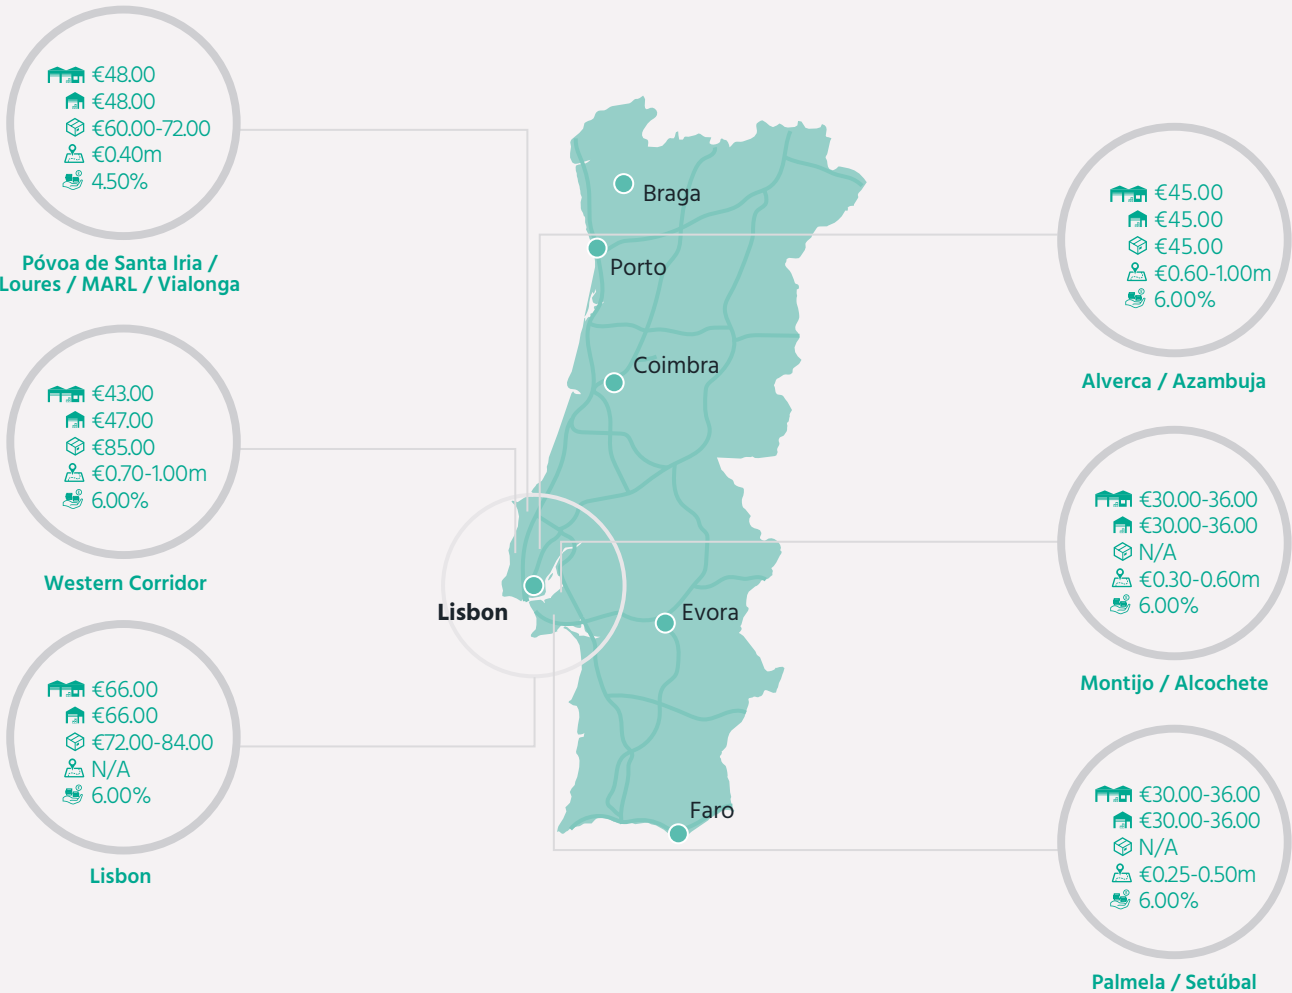 €48.00
€48.00
€60.00-72.00
€0.40m
4.50%
Póvoa de Santa Iria /
Loures / MARL / Vialonga
€43.00
€47.00
€85.00
€0.70-1.00m
6.00%
Western Corridor
€66.00
€66.00
€72.00-84.00
N/A
6.00%
Lisbon
Braga
Porto
Coimbra
Lisbon
Evora
Faro
€45.00
€45.00
€45.00
€0.60-1.00m
6.00%
Alverca / Azambuja
€30.00-36.00
€30.00-36.00
N/A
€0.30-0.60m
6.00%
Montijo / Alcochete
€30.00-36.00
€30.00-36.00
N/A
€0.25-0.50m
6.00%
Palmela / Setúbal